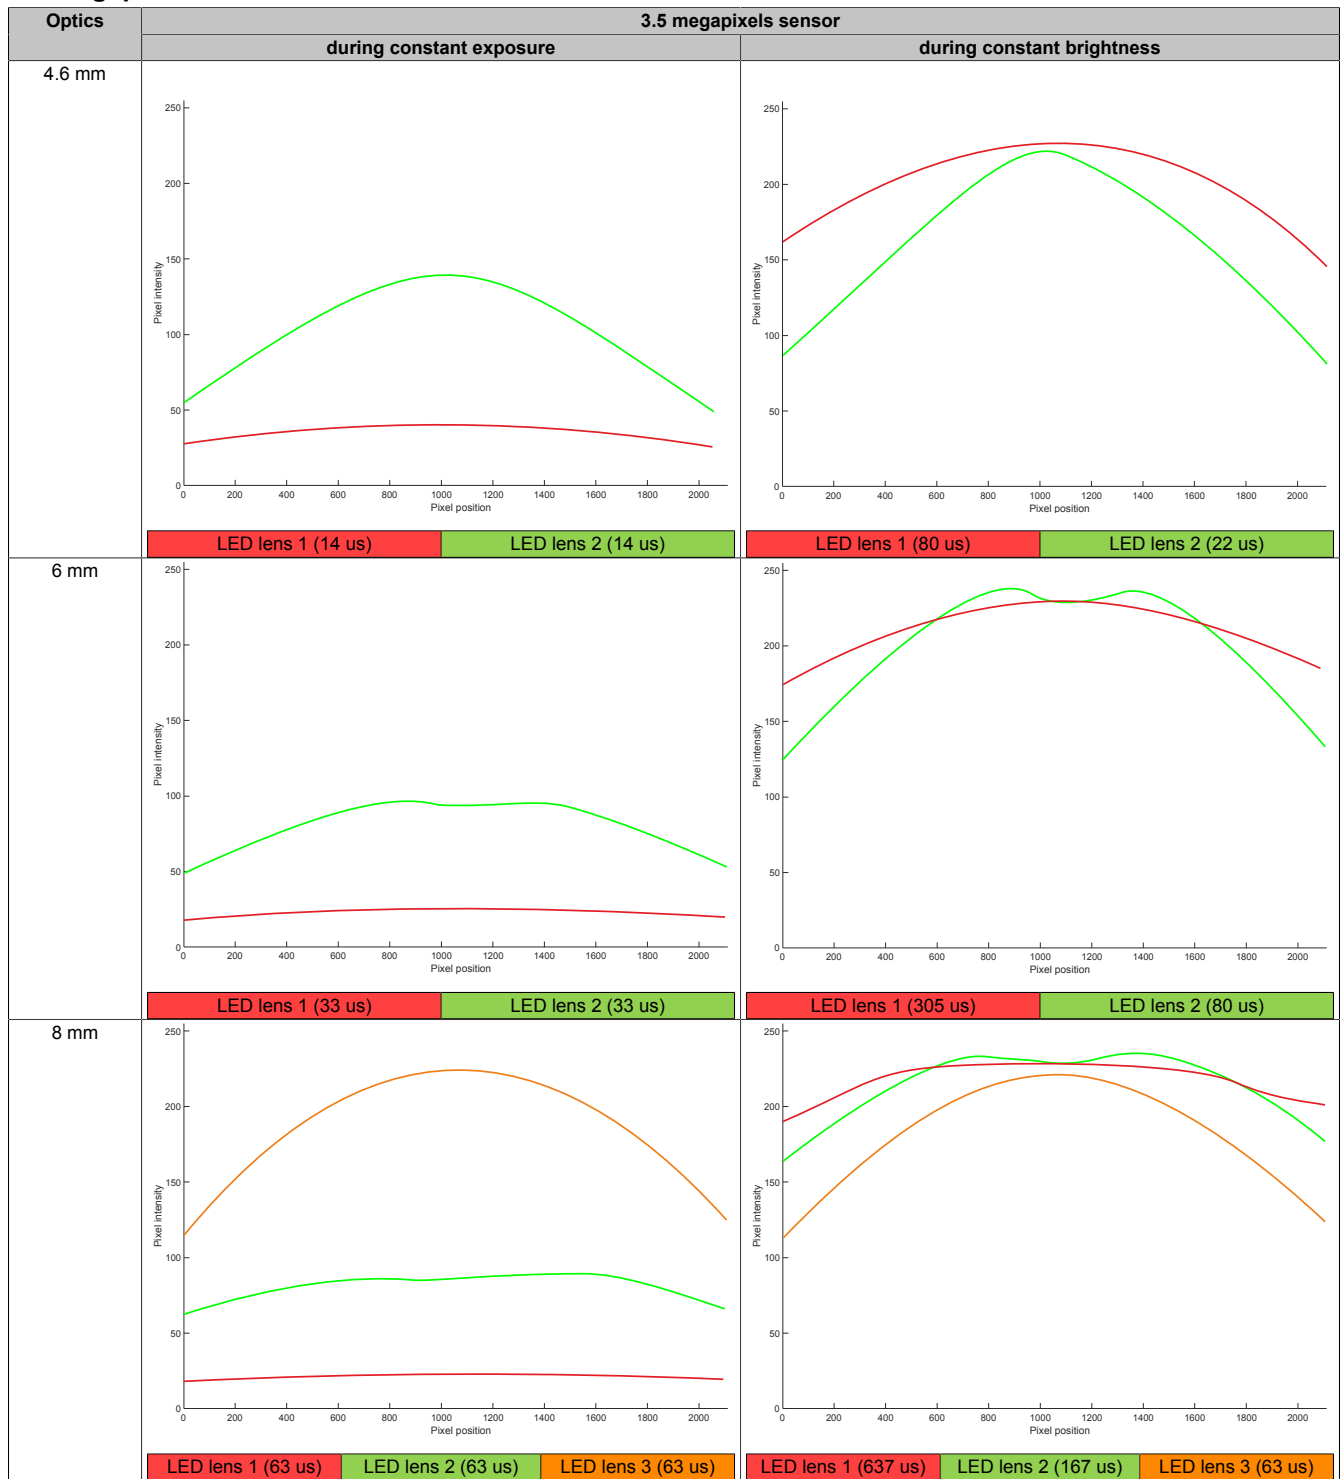 Optics
3.5 megapixels sensor
during constant exposure
during constant brightness
4.6 mm
250
200
150
100
50
0
Pixel intensity
0 200 400 600 800 1000 1200 1400 1600 1800 2000
Pixel position
LED lens 1 (14 us)
LED lens 2 (14 us)
250
200
150
100
50
0
Pixel intensity
0 200 400 600 800 1000 1200 1400 1600 1800 2000
Pixel position
LED lens 1 (80 us)
LED lens 2 (22 us)
6 mm
250
200
150
100
50
0
Pixel intensity
0 200 400 600 800 1000 1200 1400 1600 1800 2000
Pixel position
LED lens 1 (33 us)
LED lens 2 (33 us)
250
200
150
100
50
0
Pixel intensity
0 200 400 600 800 1000 1200 1400 1600 1800 2000
Pixel position
LED lens 1 (305 us)
LED lens 2 (80 us)
8 mm
250
200
150
100
50
0
Pixel intensity
0 200 400 600 800 1000 1200 1400 1600 1800 2000
Pixel position
LED lens 1 (63 us)
LED lens 2 (63 us)
LED lens 3 (63 us)
250
200
150
100
50
0
Pixel intensity
0 200 400 600 800 1000 1200 1400 1600 1800 2000
Pixel position
LED lens 1 (637 us)
LED lens 2 (167 us)
LED lens 3 (63 us)